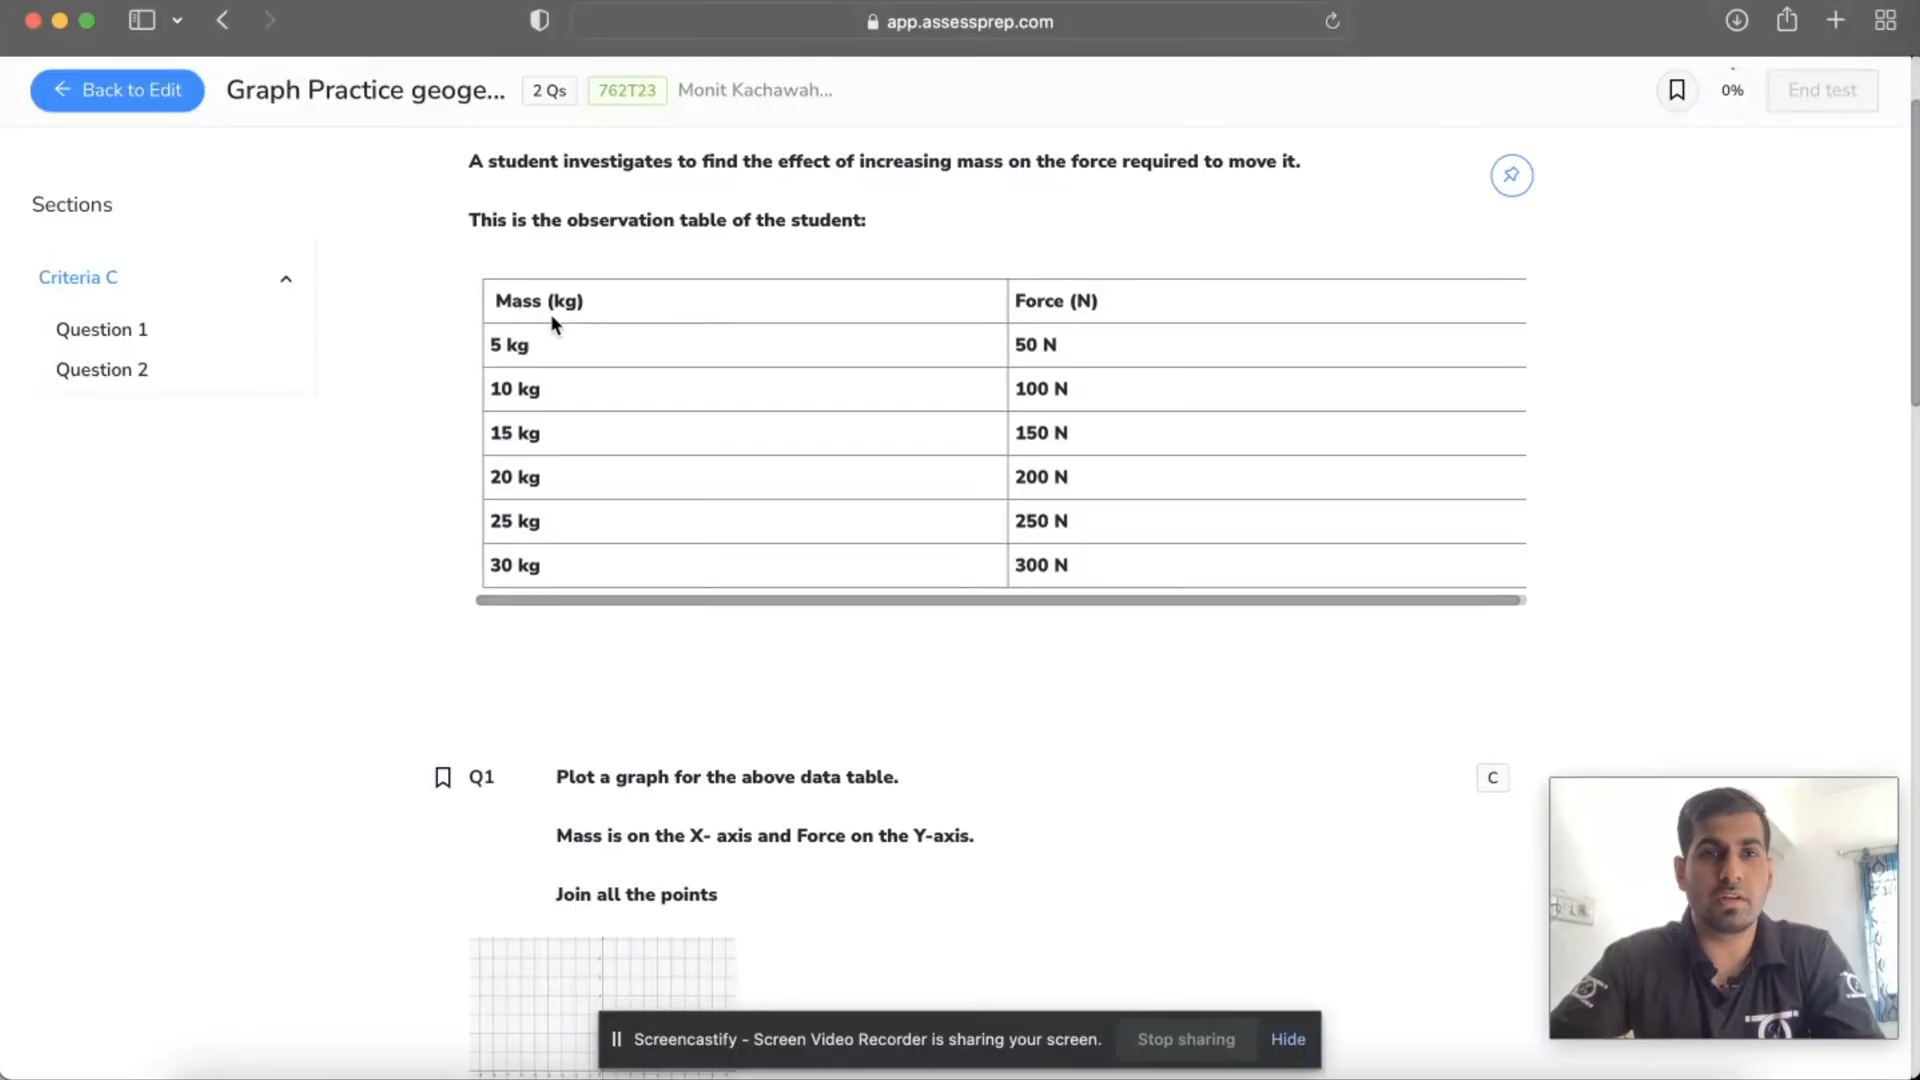 app.assessprep.com
Back to Edit
Graph Practice geoge...
2 Qs
762T23
Monit Kachawah...
0%
End test
A student investigates to find the effect of increasing mass on the force required to move it.
Sections
This is the observation table of the student:
Criteria C
Question 1
Question 2
Mass (kg) Force (N)
5 kg 50 N
10 kg 100 N
15 kg 150 N
20 kg 200 N
25 kg 250 N
30 kg 300 N
Q1 Plot a graph for the above data table. C
Mass is on the X- axis and Force on the Y-axis.
Join all the points
Screencastify - Screen Video Recorder is sharing your screen. Stop sharing Hide